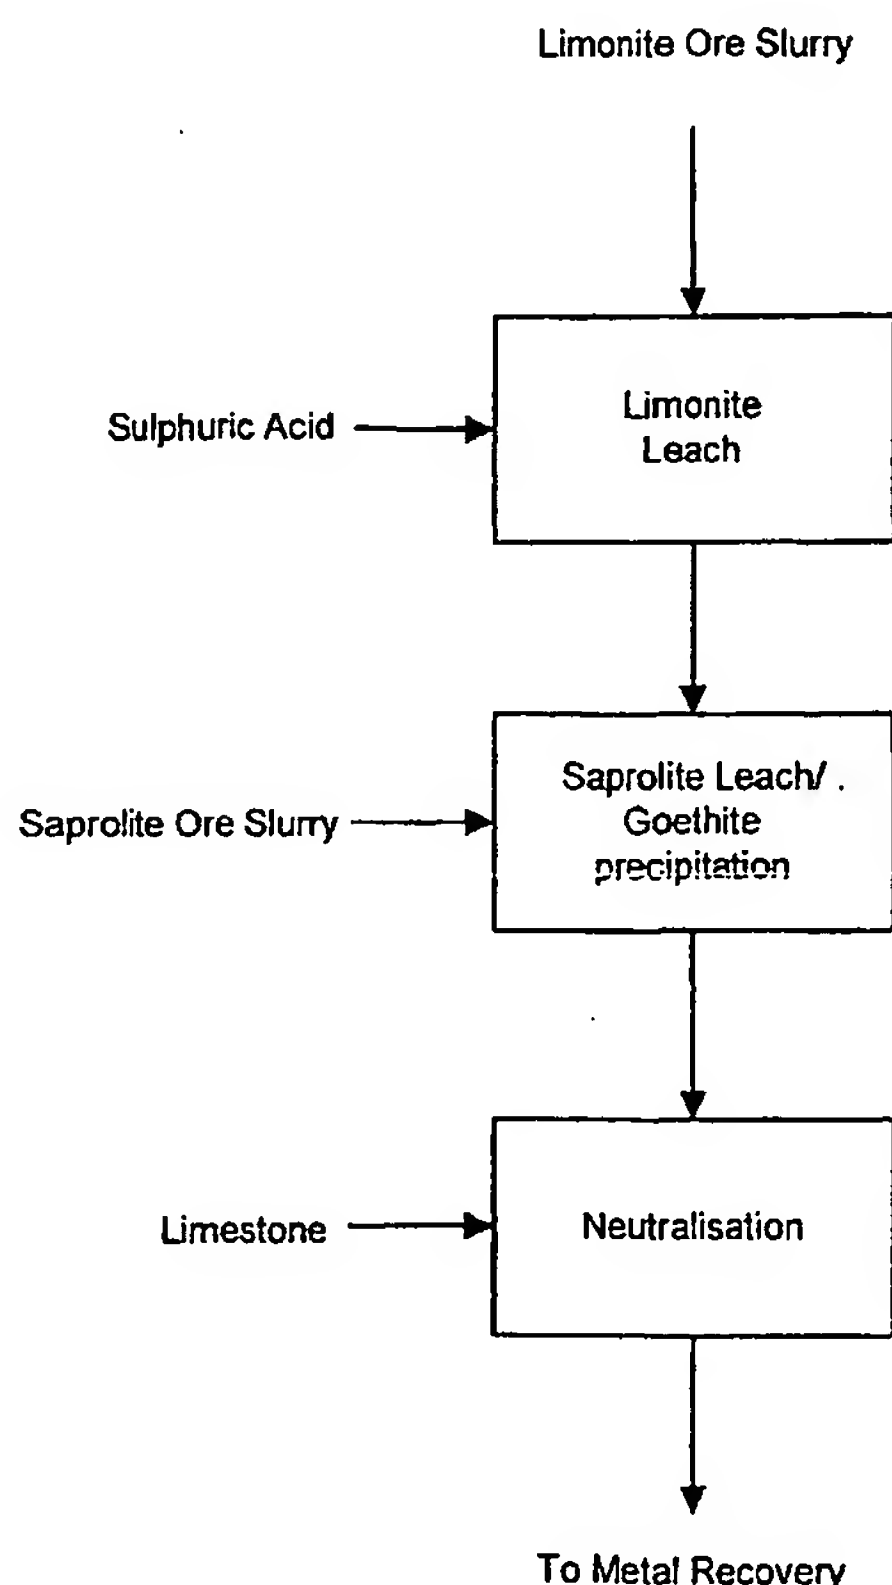 Limonite Ore Slurry
Sulphuric Acid
Limonite
Leach
Saprolite Ore Slurry
Saprolite Leach/
Goethite
precipitation
Limestone
Neutralisation
To Metal Recovery